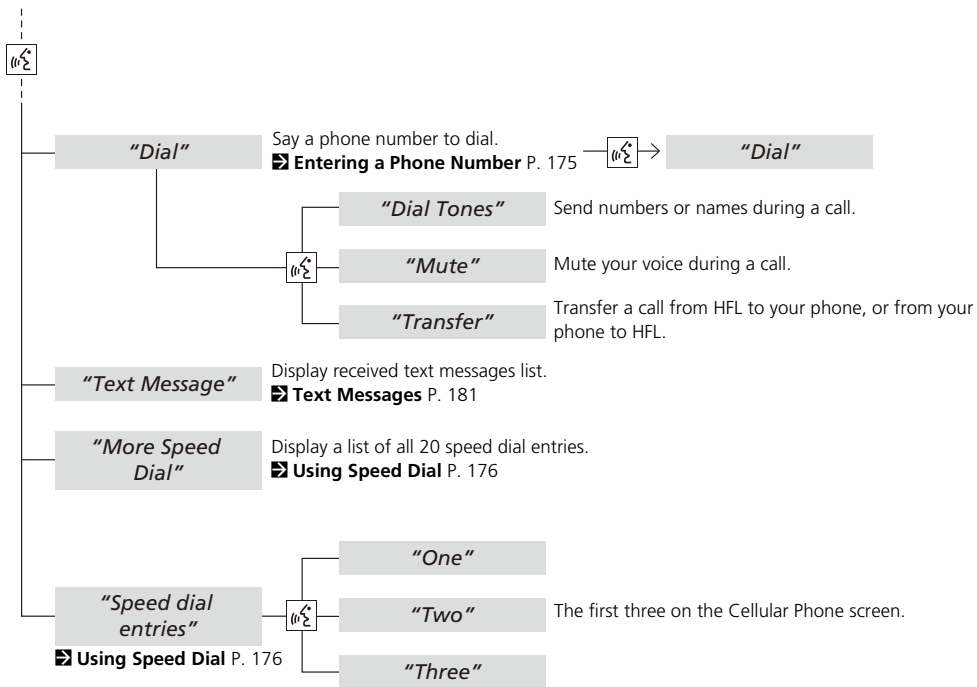 "Dial"
Say a phone number to dial.
Entering a Phone Number P. 175
"Dial"
"Dial Tones"
Send numbers or names during a call.
"Mute"
Mute your voice during a call.
"Transfer"
Transfer a call from HFL to your phone, or from your
phone to HFL.
"Text Message"
Display received text messages list.
Text Messages P. 181
"More Speed
Dial"
Display a list of all 20 speed dial entries.
Using Speed Dial P. 176
"Speed dial
entries"
Using Speed Dial P. 176
"One"
"Two"
The first three on the Cellular Phone screen.
"Three"